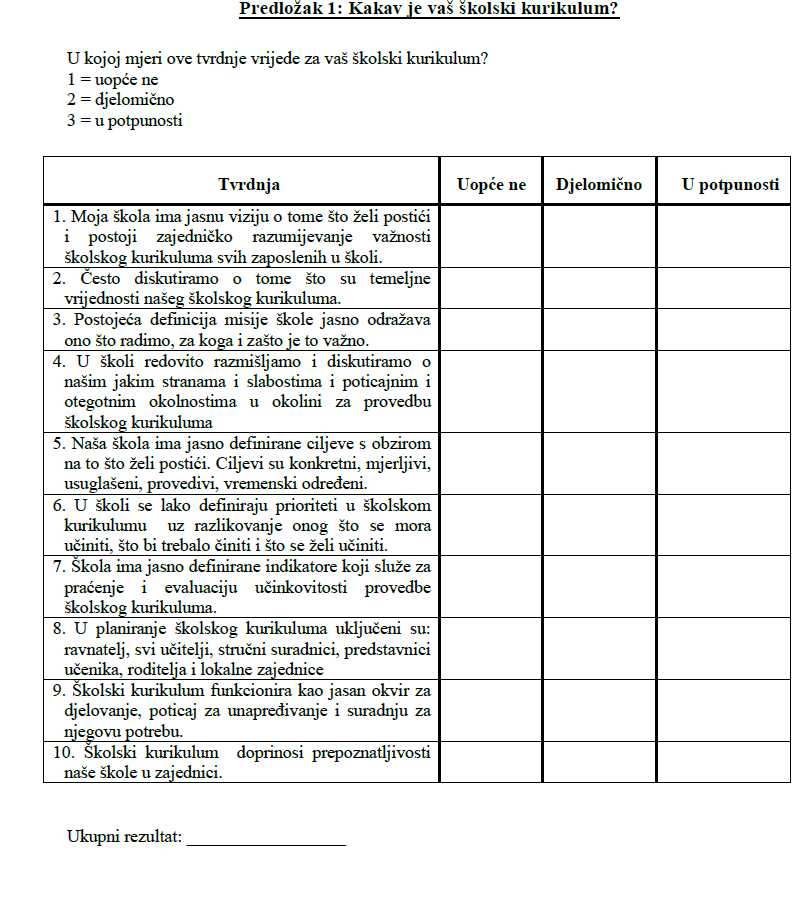 Predložak 1: Kakav je vaš školski kurikulum?
U kojoj mjeri ove tvrdnje vrijede za vaš školski kurikulum?
1 = uopće ne
2 = djelomično
3 = u potpunosti
Tvrdnja Uopće ne Djelomično U potpunosti
1. Moja škola ima jasnu viziju o tome što želi postići
i postoji zajedničko razumijevanje važnosti
školskog kurikuluma svih zaposlenih u školi.
2. Često diskutiramo o tome što su temeljne
vrijednosti našeg školskog kurikuluma.
3. Postojeća definicija misije škole jasno odražava
ono što radimo, za koga i zašto je to važno.
4. U školi redovito razmišljamo i diskutiramo o
našim jakim stranama i slabostima i poticajnim i
otegotnim okolnostima u okolini za provedbu
školskog kurikuluma
5. Naša škola ima jasno definirane ciljeve s obzirom
na to što želi postići. Ciljevi su konkretni, mjerljivi,
usuglašeni, provedivi, vremenski određeni.
6. U školi se lako definiraju prioriteti u školskom
kurikulumu uz razlikovanje onog što se mora
učiniti, što bi trebalo činiti i što se želi učiniti.
7. Škola ima jasno definirane indikatore koji služe za
praćenje i evaluaciju učinkovitosti provedbe
školskog kurikuluma.
8. U planiranje školskog kurikuluma uključeni su:
ravnatelj, svi učitelji, stručni suradnici, predstavnici
učenika, roditelja i lokalne zajednice
9. Školski kurikulum funkcionira kao jasan okvir za
djelovanje, poticaj za unapređivanje i suradnju za
njegovu potrebu.
10. Školski kurikulum doprinosi prepoznatljivosti
naše škole u zajednici.
Ukupni rezultat: __________________